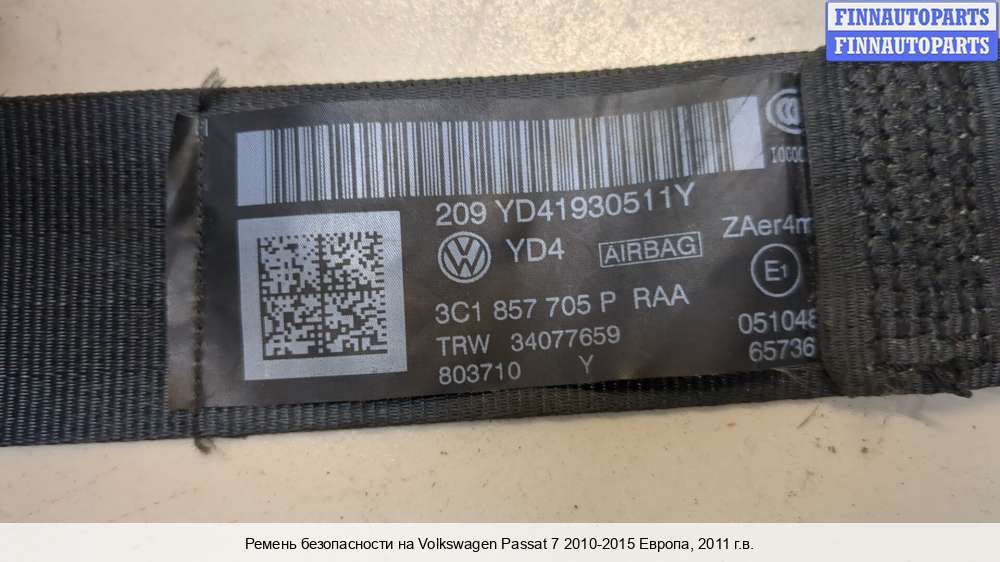 FINNAUTOPARTS
FINNAUTOPARTS
209 YD41930511Y
YD4 AIRBAG ZAer4m
3C1 857 705 P RAA E1
TRW 34077659 051048
803710 Y 65736
Ремень безопасности на Volkswagen Passat 7 2010-2015 Европа, 2011 г.в.